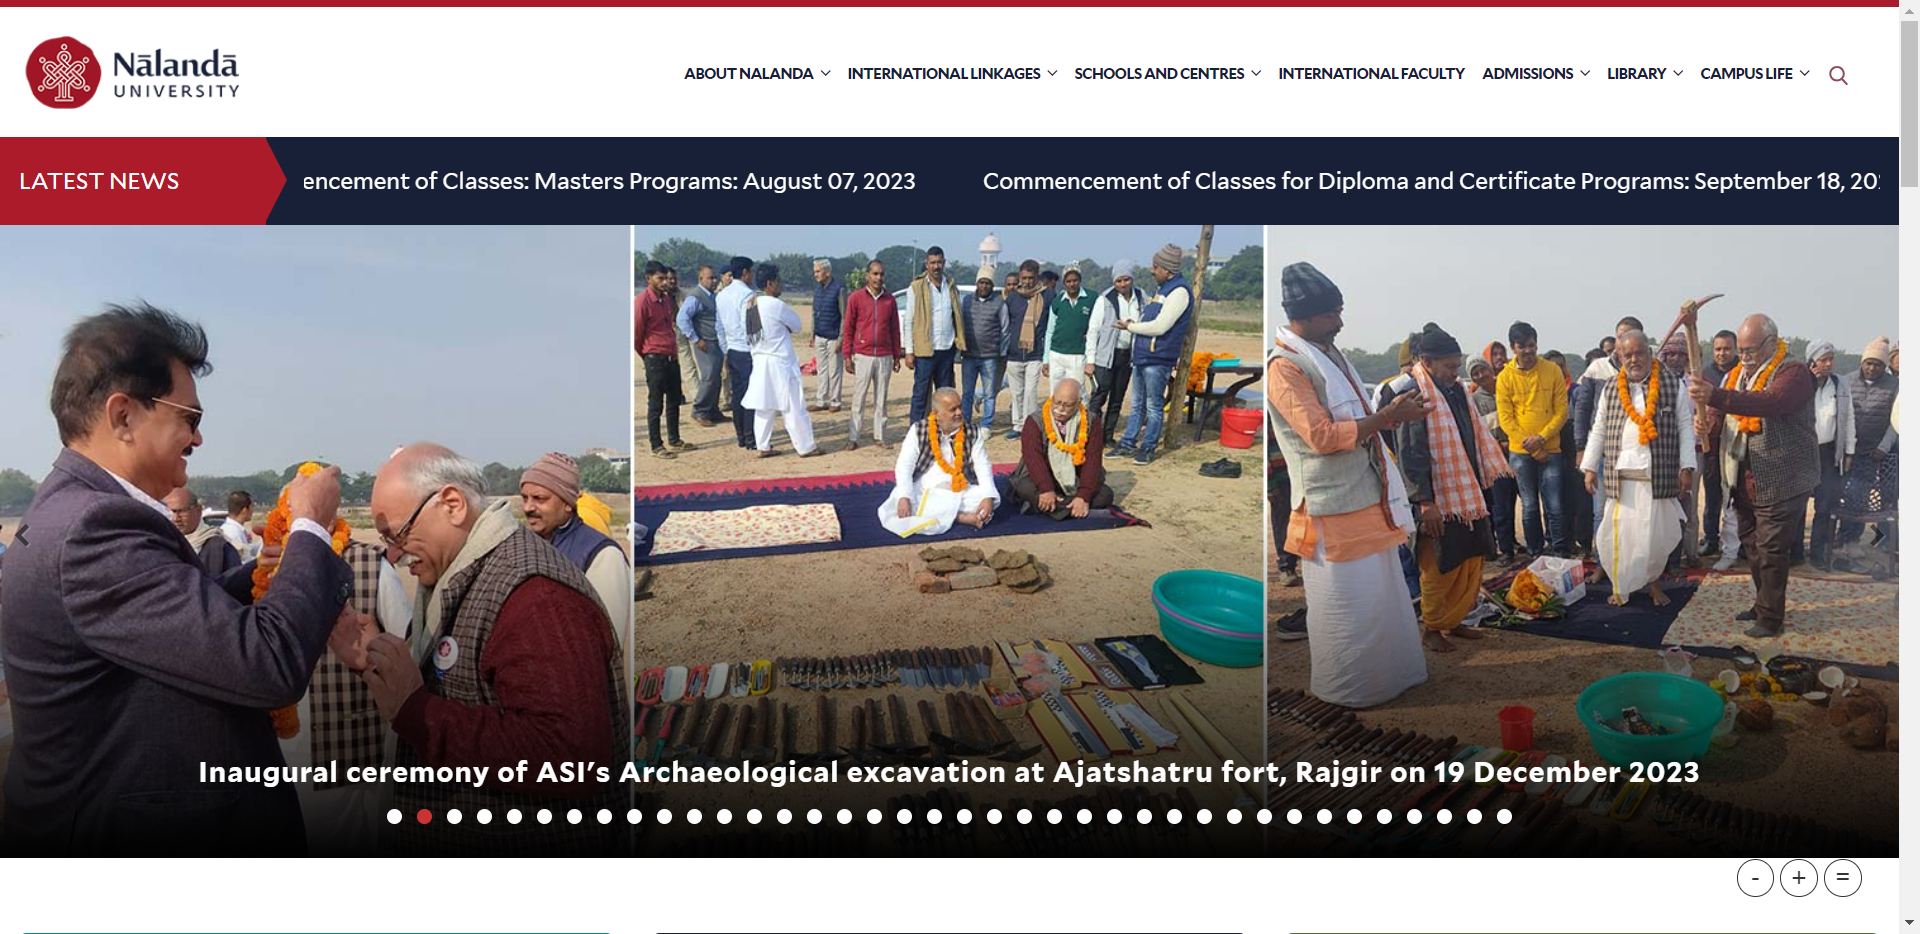 Nālandā
UNIVERSITY
ABOUT NALANDA
INTERNATIONAL LINKAGES
SCHOOLS AND CENTRES
INTERNATIONAL FACULTY
ADMISSIONS
LIBRARY
CAMPUS LIFE
LATEST NEWS
encement of Classes: Masters Programs: August 07, 2023
Commencement of Classes for Diploma and Certificate Programs: September 18, 20
Inaugural ceremony of ASI's Archaeological excavation at Ajatshatru fort, Rajgir on 19 December 2023
- + =